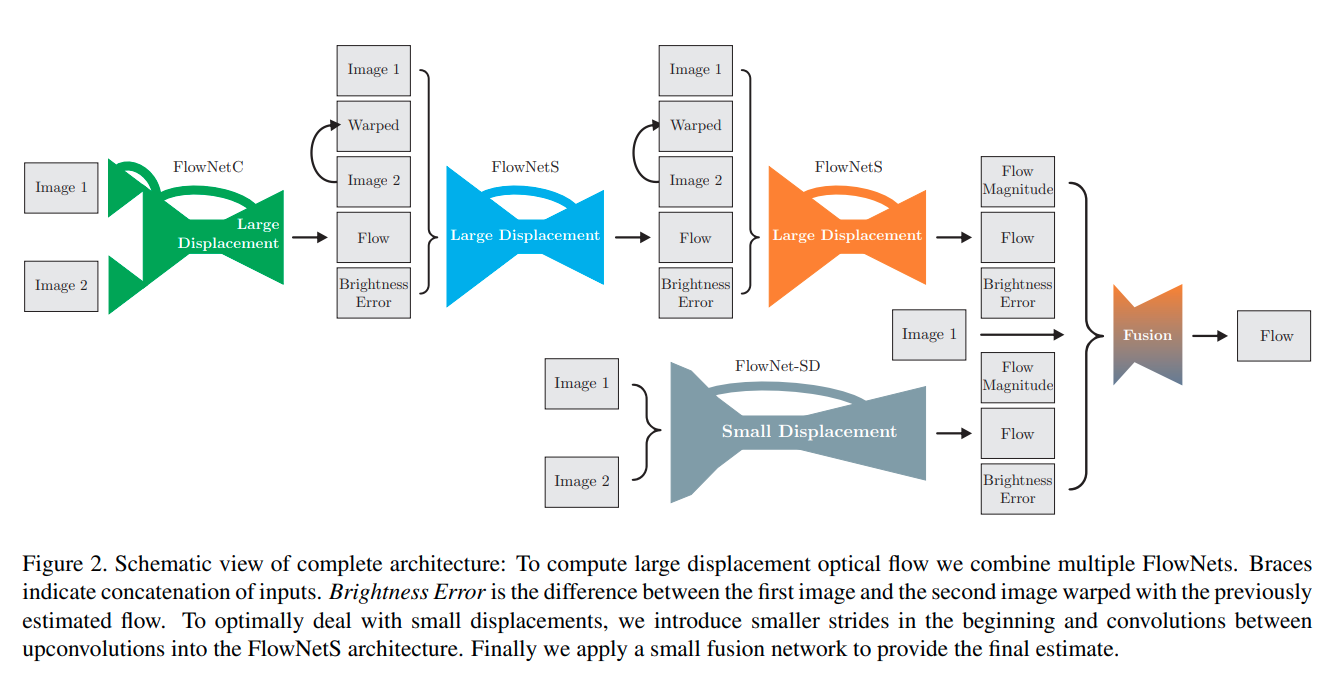 Image 1
Image 2
FlowNetC
Large
Displacement
Image 1
Warped
Image 2
Flow
Brightness
Error
FlowNetS
Large Displacement
Image 1
Warped
Image 2
Flow
Brightness
Error
FlowNetS
Large Displacement
Flow
Magnitude
Flow
Brightness
Error
Image 1
Image 1
Image 2
FlowNet-SD
Small Displacement
Flow
Magnitude
Flow
Brightness
Error
Fusion
Flow
Figure 2. Schematic view of complete architecture: To compute large displacement optical flow we combine multiple FlowNets. Braces
indicate concatenation of inputs. Brightness Error is the difference between the first image and the second image warped with the previously
estimated flow. To optimally deal with small displacements, we introduce smaller strides in the beginning and convolutions between
upconvolutions into the FlowNetS architecture. Finally we apply a small fusion network to provide the final estimate.